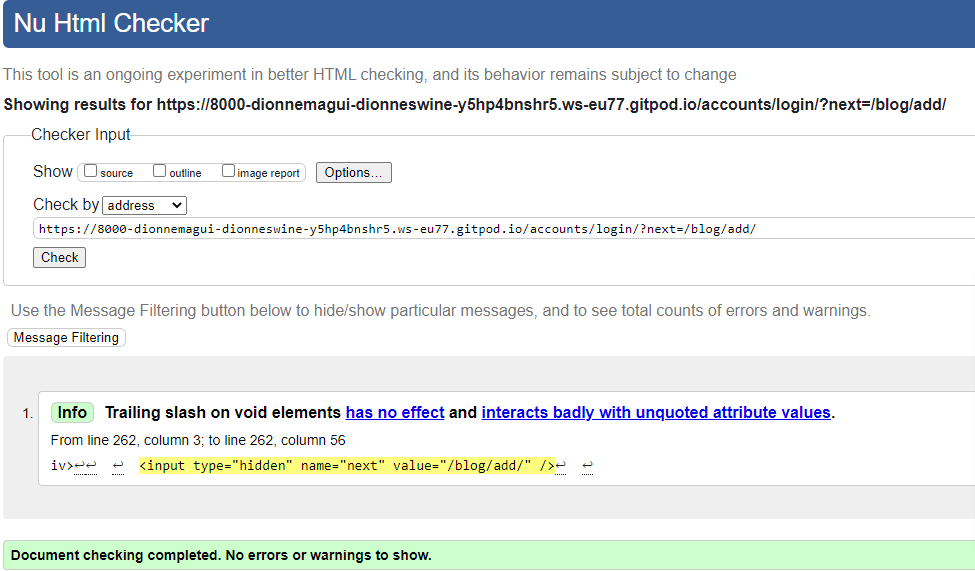 Nu Html Checker
This tool is an ongoing experiment in better HTML checking, and its behavior remains subject to change
Showing results for https://8000-dionnemagui-dionneswine-y5hp4bnshr5.ws-eu77.gitpod.io/accounts/login/?next=/blog/add/
Checker Input
Show source outline image report Options...
Check by address
https://8000-dionnemagui-dionneswine-y5hp4bnshr5.ws-eu77.gitpod.io/accounts/login/?next=/blog/add/
Check
Use the Message Filtering button below to hide/show particular messages, and to see total counts of errors and warnings.
Message Filtering
1. Info Trailing slash on void elements has no effect and interacts badly with unquoted attribute values.
From line 262, column 3; to line 262, column 56
iv>↩↩ ↩ <input type="hidden" name="next" value="/blog/add/" />↩ ↩
Document checking completed. No errors or warnings to show.